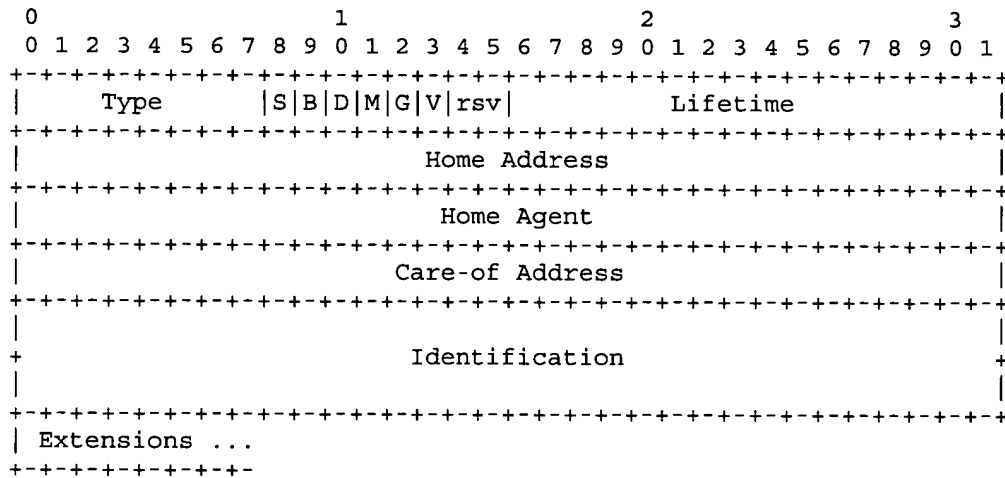 0                   1                   2                   3
 0 1 2 3 4 5 6 7 8 9 0 1 2 3 4 5 6 7 8 9 0 1 2 3 4 5 6 7 8 9 0 1
+-+-+-+-+-+-+-+-+-+-+-+-+-+-+-+-+-+-+-+-+-+-+-+-+-+-+-+-+-+-+-+-+
|     Type      |S|B|D|M|G|V|rsv|          Lifetime             |
+-+-+-+-+-+-+-+-+-+-+-+-+-+-+-+-+-+-+-+-+-+-+-+-+-+-+-+-+-+-+-+-+
|                          Home Address                         |
+-+-+-+-+-+-+-+-+-+-+-+-+-+-+-+-+-+-+-+-+-+-+-+-+-+-+-+-+-+-+-+-+
|                           Home Agent                          |
+-+-+-+-+-+-+-+-+-+-+-+-+-+-+-+-+-+-+-+-+-+-+-+-+-+-+-+-+-+-+-+-+
|                        Care-of Address                        |
+-+-+-+-+-+-+-+-+-+-+-+-+-+-+-+-+-+-+-+-+-+-+-+-+-+-+-+-+-+-+-+-+
|                                                               |
+                         Identification                        +
|                                                               |
+-+-+-+-+-+-+-+-+-+-+-+-+-+-+-+-+-+-+-+-+-+-+-+-+-+-+-+-+-+-+-+-+
| Extensions ...
+-+-+-+-+-+-+-+-